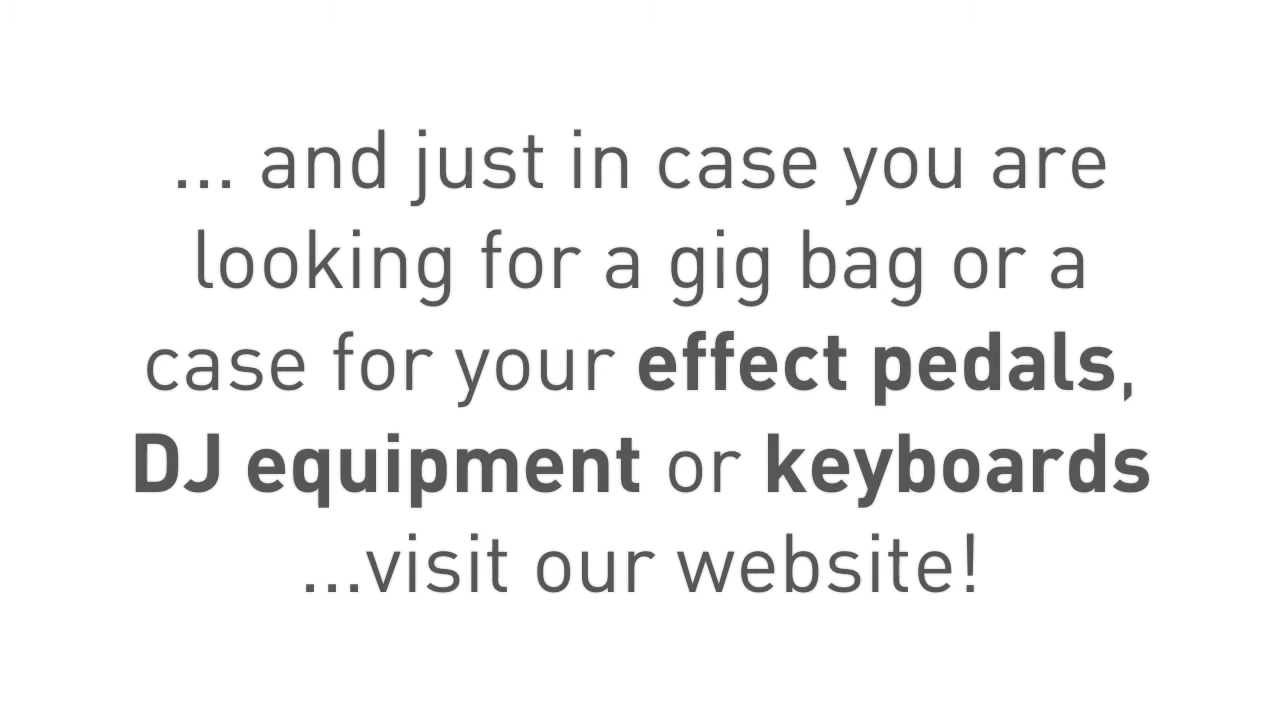 ... and just in case you are
looking for a gig bag or a
case for your effect pedals,
DJ equipment or keyboards
...visit our website!